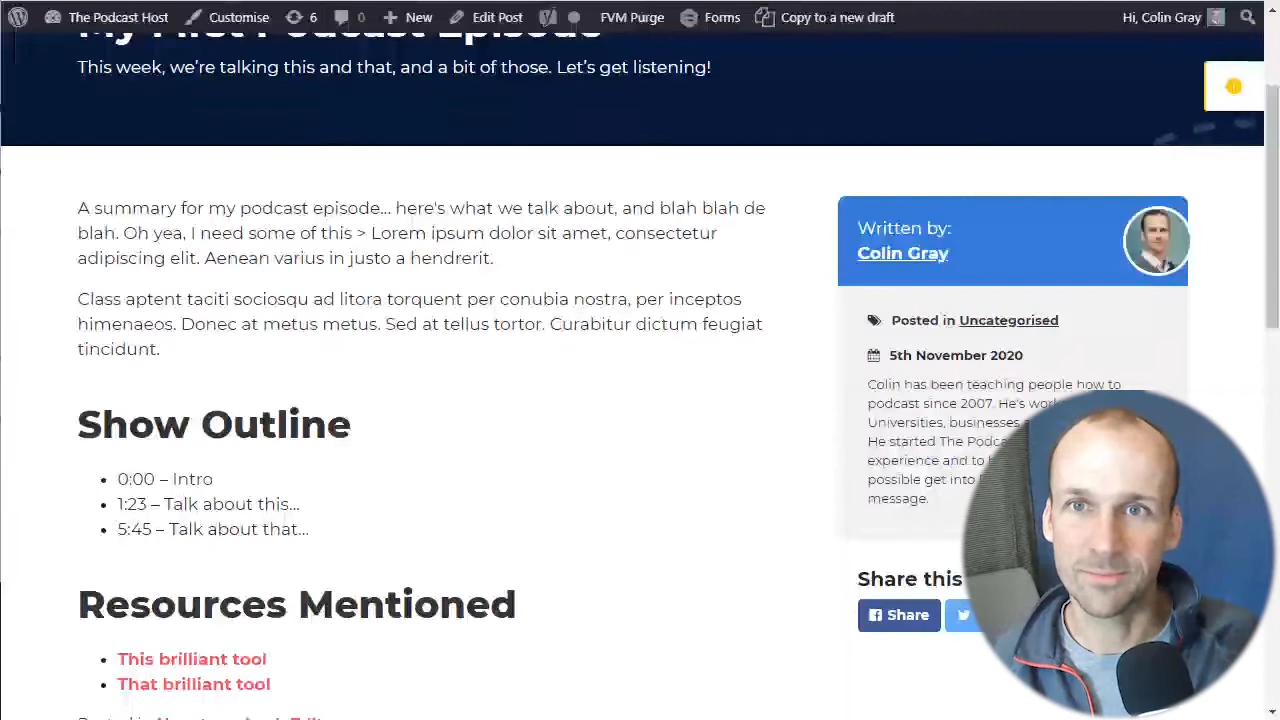 The Podcast Host Customise 6 0 New Edit Post FVM Purge Forms Copy to a new draft Hi, Colin Gray
My First Podcast Episode
This week, we're talking this and that, and a bit of those. Let's get listening!
A summary for my podcast episode... here's what we talk about, and blah blah de
blah. Oh yea, I need some of this > Lorem ipsum dolor sit amet, consectetur
adipiscing elit. Aenean varius in justo a hendrerit.
Class aptent taciti sociosqu ad litora torquent per conubia nostra, per inceptos
himenaeos. Donec at metus metus. Sed at tellus tortor. Curabitur dictum feugiat
tincidunt.
Show Outline
0:00 – Intro
1:23 – Talk about this...
5:45 – Talk about that...
Resources Mentioned
This brilliant tool
That brilliant tool
Written by:
Colin Gray
Posted in Uncategorised
5th November 2020
Colin has been teaching people how to
podcast since 2007. He's
Universities, businesses
He started The
experience and to
possible get into
message.
Share this
Share